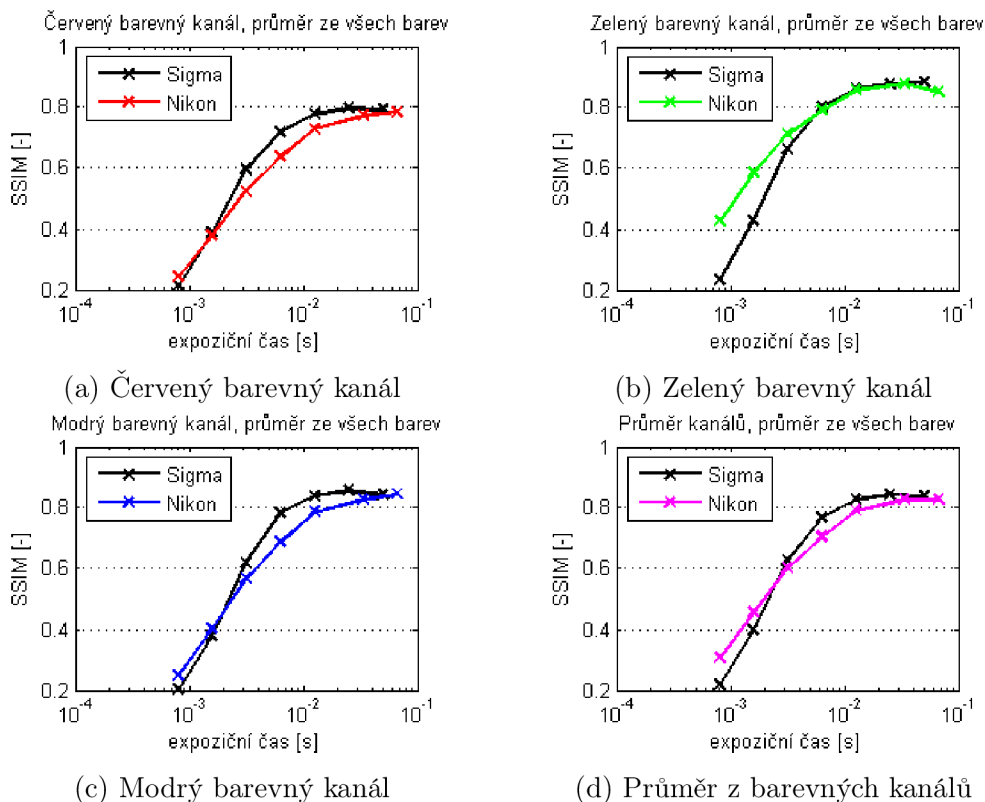 Červený barevný kanál, průměr ze všech barev
1
0.8
0.6
0.4
0.2
SSIM [-]
Sigma
Nikon
10^-4
10^-3
10^-2
10^-1
expoziční čas [s]
(a) Červený barevný kanál
Zelený barevný kanál, průměr ze všech barev
1
0.8
0.6
0.4
0.2
SSIM [-]
Sigma
Nikon
10^-4
10^-3
10^-2
10^-1
expoziční čas [s]
(b) Zelený barevný kanál
Modrý barevný kanál, průměr ze všech barev
1
0.8
0.6
0.4
0.2
SSIM [-]
Sigma
Nikon
10^-4
10^-3
10^-2
10^-1
expoziční čas [s]
(c) Modrý barevný kanál
Průměr kanálů, průměr ze všech barev
1
0.8
0.6
0.4
0.2
SSIM [-]
Sigma
Nikon
10^-4
10^-3
10^-2
10^-1
expoziční čas [s]
(d) Průměr z barevných kanálů